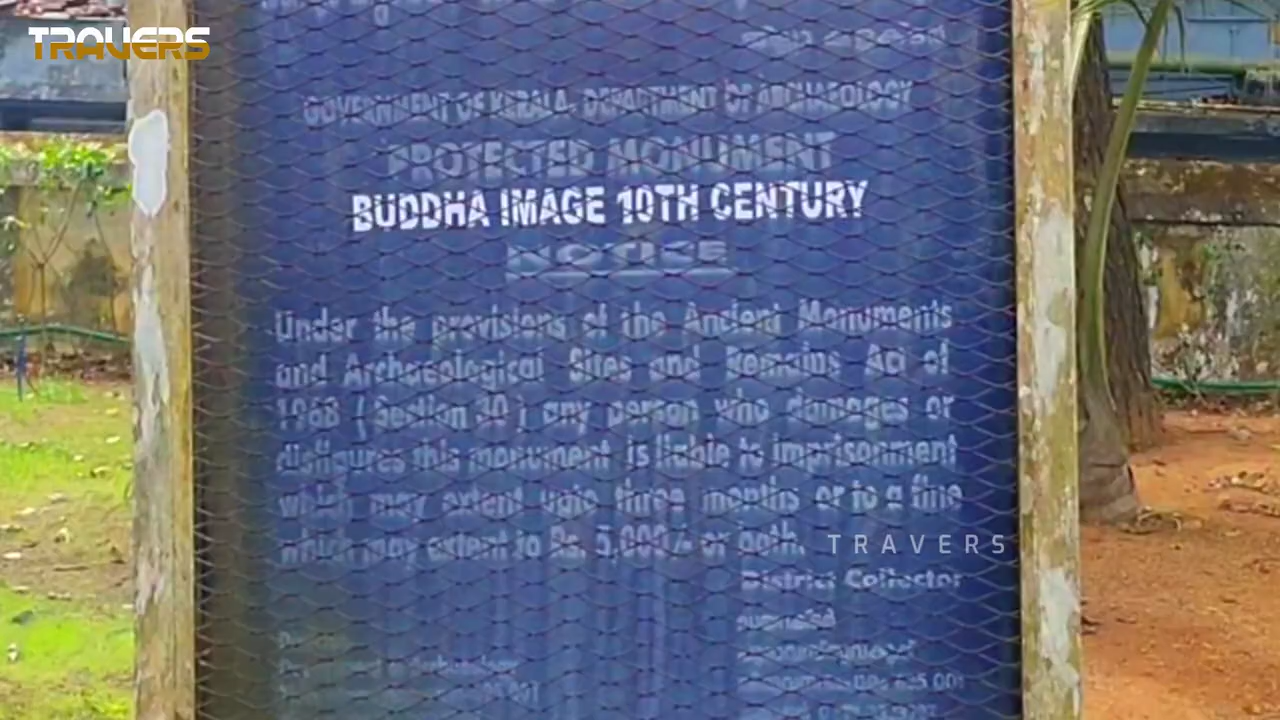 TRAVERS
GOVERNMENT OF KERALA, DEPARTMENT OF ARCHAEOLOGY
PROTECTED MONUMENT
BUDDHA IMAGE 10TH CENTURY
NOTICE
Under the provisions of the Ancient Monuments
and Archaeological Sites and Remains Act of
1968 (Section 30) any person who damages or
disfigures this monument is liable to imprisonment
which may extent upto three months or to a fine
which may extent to Rs. 5,000/- or both.
TRAVERS
District Collector